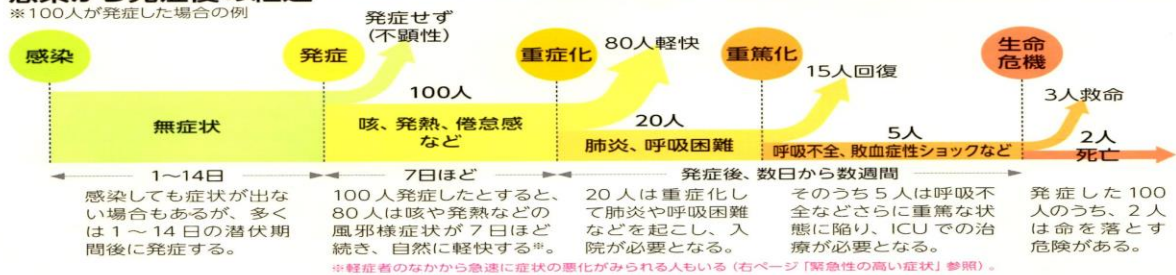 ※100人が発症した場合の例
感染
発症
発症せず
(不顕性)
重症化
80人軽快
重篤化
15人回復
生命
危機
3人救命
無症状
100人
咳、発熱、倦怠感
など
20人
肺炎、呼吸困難
5人
呼吸不全、敗血症性ショックなど
2人
死亡
1〜14日
7日ほど
発症後、数日から数週間
感染しても症状が出な
い場合もあるが、多く
は1〜14日の潜伏期
間後に発症する。
100人発症したとすると、
80人は咳や発熱などの
風邪様症状が7日ほど
続き、自然に軽快する※。
20人は重症化し
て肺炎や呼吸困難
などを起こし、入
院が必要となる。
そのうち5人は呼吸不
全などさらに重篤な状
態に陥り、ICUでの治
療が必要となる。
発症した100
人のうち、2人
は命を落とす
危険がある。
※軽症者のなかから急速に症状の悪化がみられる人もいる(右ページ「緊急性の高い症状」参照)。